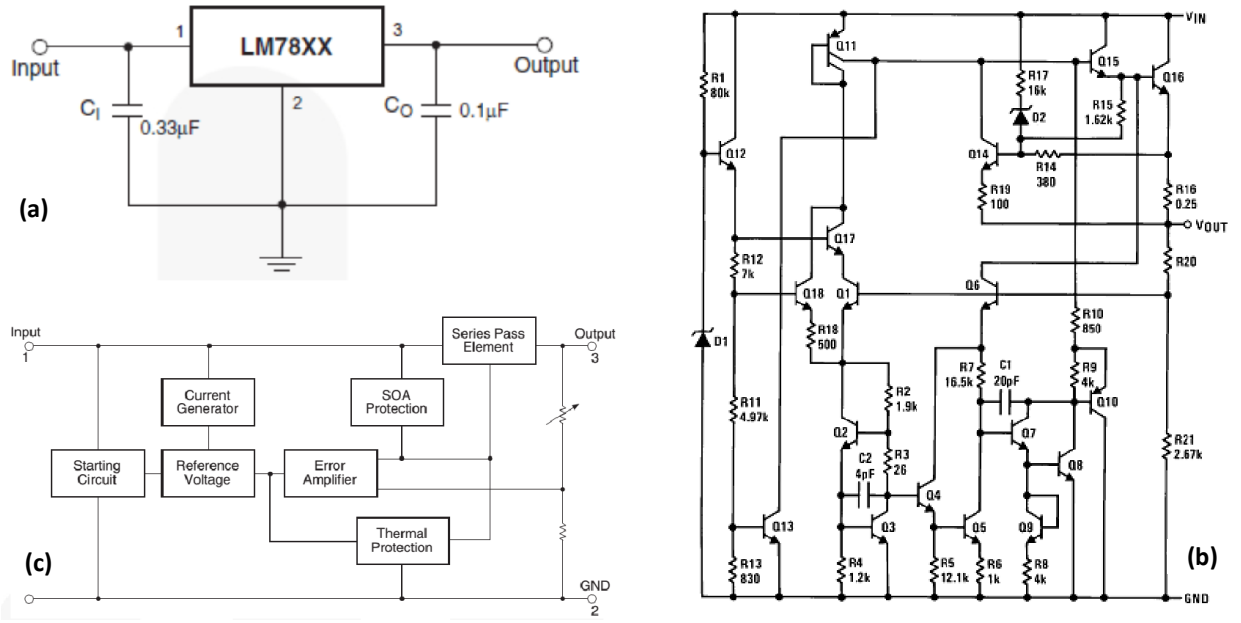 LM78XX
1
3
2
Input
Output
C_I
0.33μF
C_O
0.1μF
(a)
Input
1
Output
3
Series Pass
Element
Current
Generator
SOA
Protection
Starting
Circuit
Reference
Voltage
Error
Amplifier
Thermal
Protection
GND
2
(c)
V_IN
Q11
Q15
Q16
R1
80k
R17
16k
R15
1.62k
D2
Q12
Q14
R14
380
R19
100
R16
0.25
V_OUT
Q17
R12
7k
R20
Q18
Q1
Q6
R18
500
R10
850
D1
R7
16.5k
C1
20pF
R9
4k
Q10
R2
1.9k
R11
4.97k
Q2
Q7
R21
2.67k
R3
26
C2
4pF
Q8
Q4
Q13
Q3
Q5
Q9
R13
830
R4
1.2k
R5
12.1k
R6
1k
R8
4k
GND
(b)